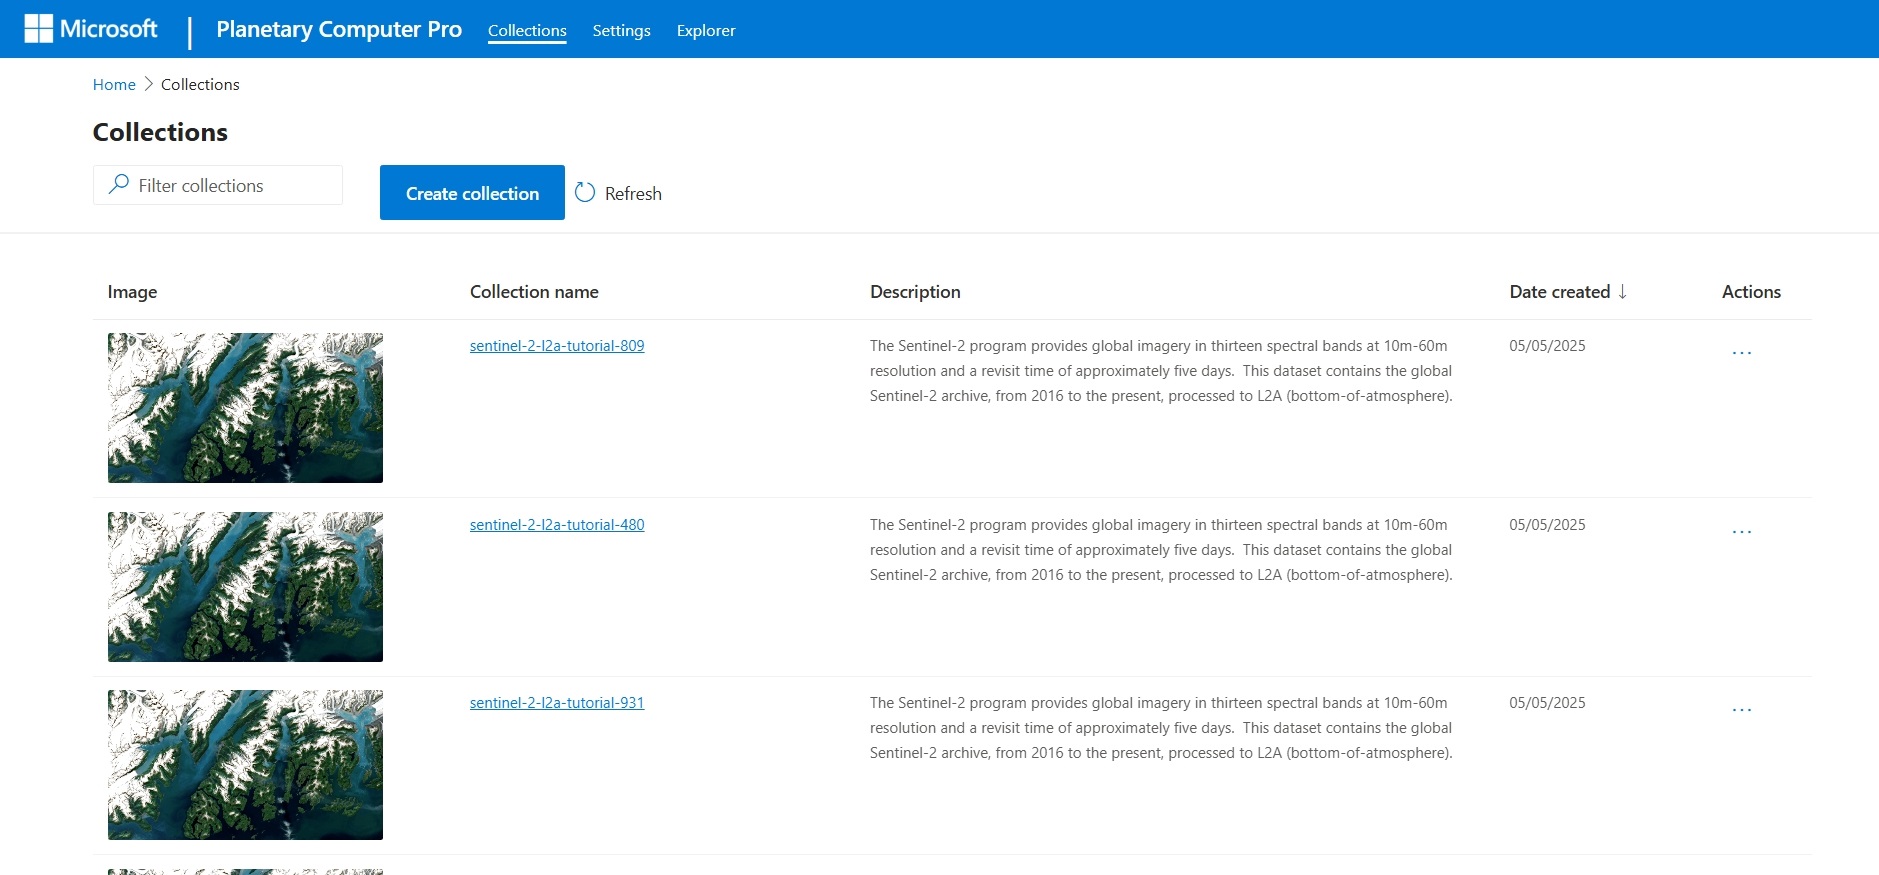 Microsoft | Planetary Computer Pro Collections Settings Explorer
Home > Collections
Collections
Filter collections Create collection Refresh
Image Collection name Description Date created ↓ Actions
sentinel-2-l2a-tutorial-809 The Sentinel-2 program provides global imagery in thirteen spectral bands at 10m-60m 05/05/2025 ...
resolution and a revisit time of approximately five days. This dataset contains the global
Sentinel-2 archive, from 2016 to the present, processed to L2A (bottom-of-atmosphere).
sentinel-2-l2a-tutorial-480 The Sentinel-2 program provides global imagery in thirteen spectral bands at 10m-60m 05/05/2025 ...
resolution and a revisit time of approximately five days. This dataset contains the global
Sentinel-2 archive, from 2016 to the present, processed to L2A (bottom-of-atmosphere).
sentinel-2-l2a-tutorial-931 The Sentinel-2 program provides global imagery in thirteen spectral bands at 10m-60m 05/05/2025 ...
resolution and a revisit time of approximately five days. This dataset contains the global
Sentinel-2 archive, from 2016 to the present, processed to L2A (bottom-of-atmosphere).